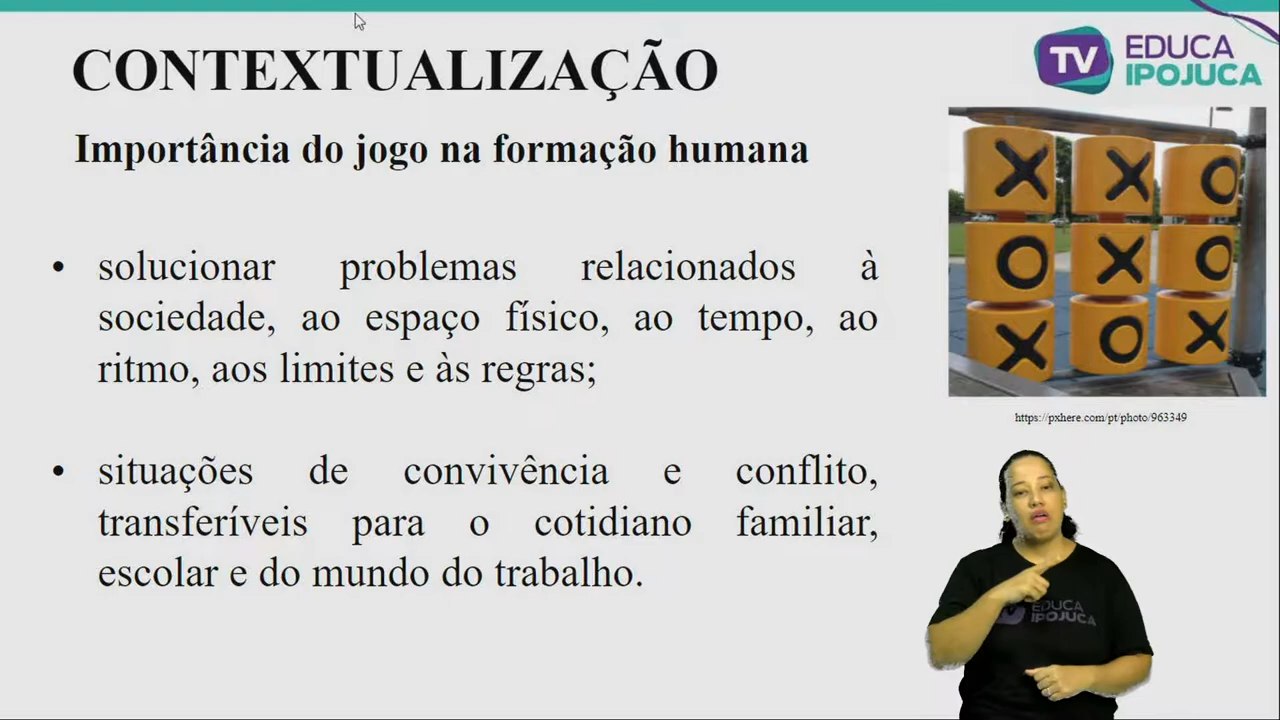 CONTEXTUALIZAÇÃO
TV EDUCA
IPOJUCA
Importância do jogo na formação humana
X X O
O X O
X O X
• solucionar problemas relacionados à
sociedade, ao espaço físico, ao tempo, ao
ritmo, aos limites e às regras;
https://pxhere.com/pt/photo/963349
• situações de convivência e conflito,
transferíveis para o cotidiano familiar,
escolar e do mundo do trabalho.
EDUCA
IPOJUCA